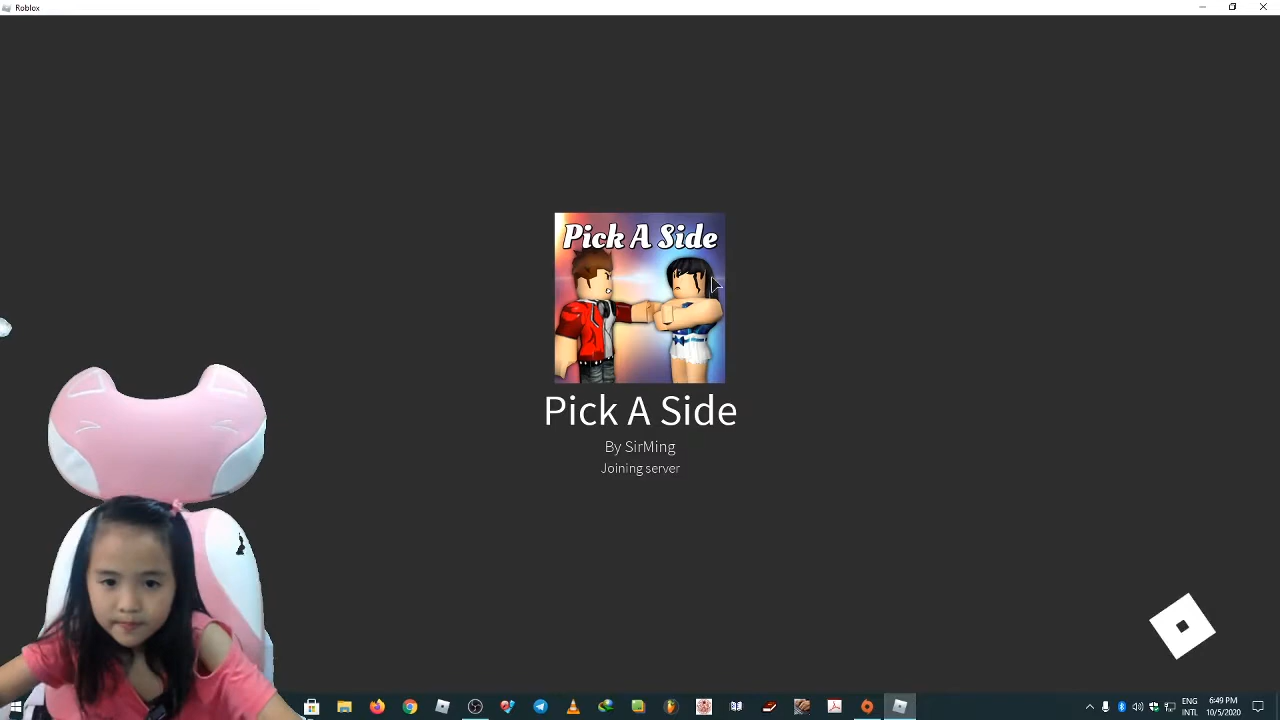 Roblox
Pick A Side
Pick A Side
By SirMing
Joining server
ENG
INTL
6:49 PM
10/5/2020